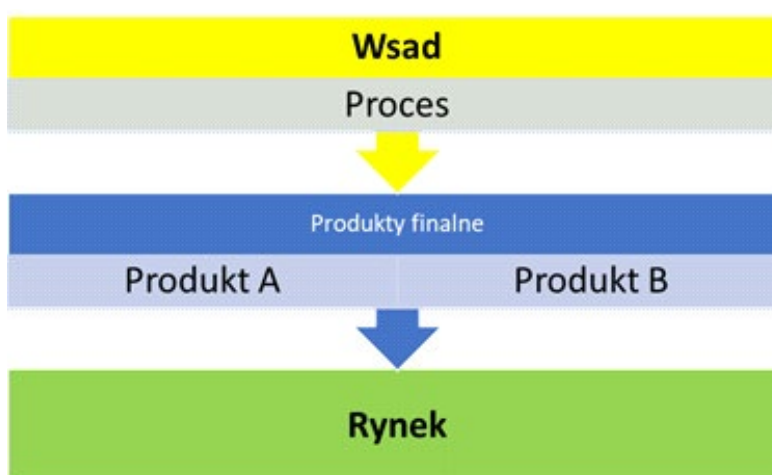 Wsad
Proces
Produkty finalne
Produkt A
Produkt B
Rynek